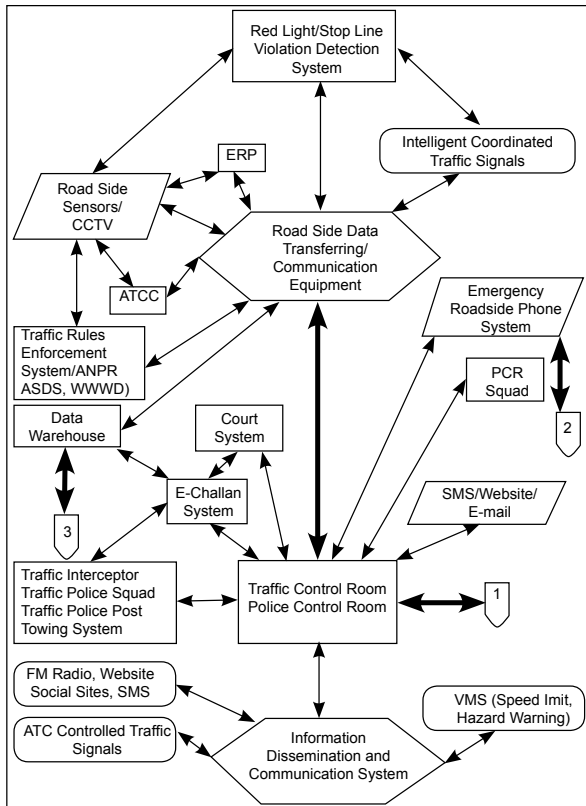 Red Light/Stop Line
Violation Detection
System
ERP
Intelligent Coordinated
Traffic Signals
Road Side
Sensors/
CCTV
Road Side Data
Transferring/
Communication
Equipment
ATCC
Emergency
Roadside Phone
System
Traffic Rules
Enforcement
System/ANPR
ASDS, WWWD)
PCR
Squad
2
Data
Warehouse
Court
System
E-Challan
System
SMS/Website/
E-mail
3
Traffic Interceptor
Traffic Police Squad
Traffic Police Post
Towing System
Traffic Control Room
Police Control Room
1
FM Radio, Website
Social Sites, SMS
VMS (Speed Imit,
Hazard Warning)
ATC Controlled Traffic
Signals
Information
Dissemination and
Communication System